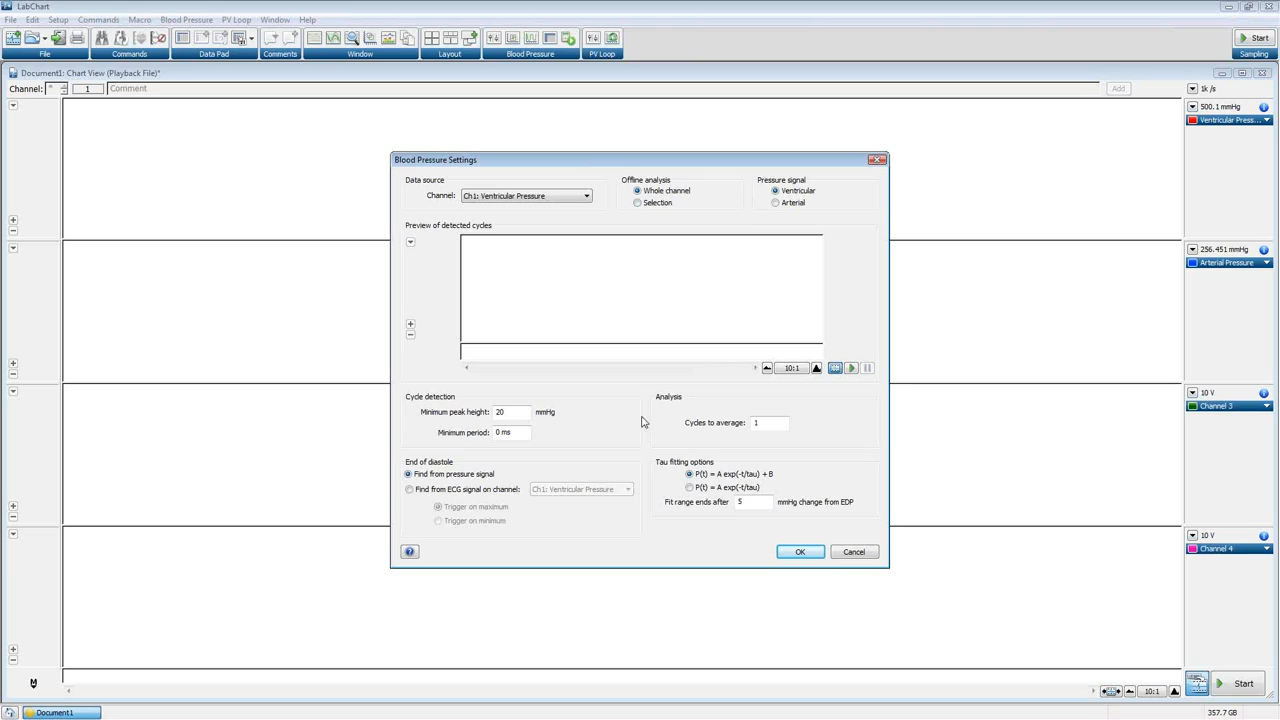 LabChart
File Edit Setup Commands Macro Blood Pressure PV Loop Window Help
File Commands Data Pad Comments Window Layout Blood Pressure PV Loop Start
Sampling
Document1: Chart View (Playback File)*
Channel: 1 Comment Add 1k /s
500.1 mmHg
Ventricular Press...
256.451 mmHg
Arterial Pressure
10 V
Channel 3
10 V
Channel 4
Blood Pressure Settings
Data source
Channel: Ch1: Ventricular Pressure
Offline analysis
Whole channel
Selection
Pressure signal
Ventricular
Arterial
Preview of detected cycles
10:1
Cycle detection
Minimum peak height: 20 mmHg
Minimum period: 0 ms
Analysis
Cycles to average: 1
End of diastole
Find from pressure signal
Find from ECG signal on channel: Ch1: Ventricular Pressure
Trigger on maximum
Trigger on minimum
Tau fitting options
P(t) = A exp(-t/tau) + B
P(t) = A exp(-t/tau)
Fit range ends after 5 mmHg change from EDP
OK Cancel
10:1 Start
Document1 357.7 GB